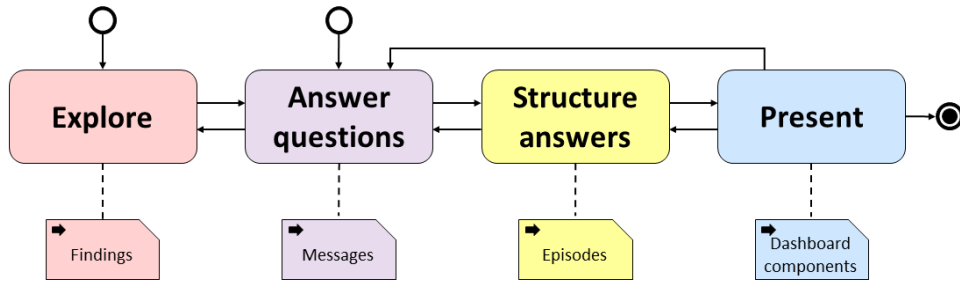 Explore
Answer
questions
Structure
answers
Present
Findings
Messages
Episodes
Dashboard
components